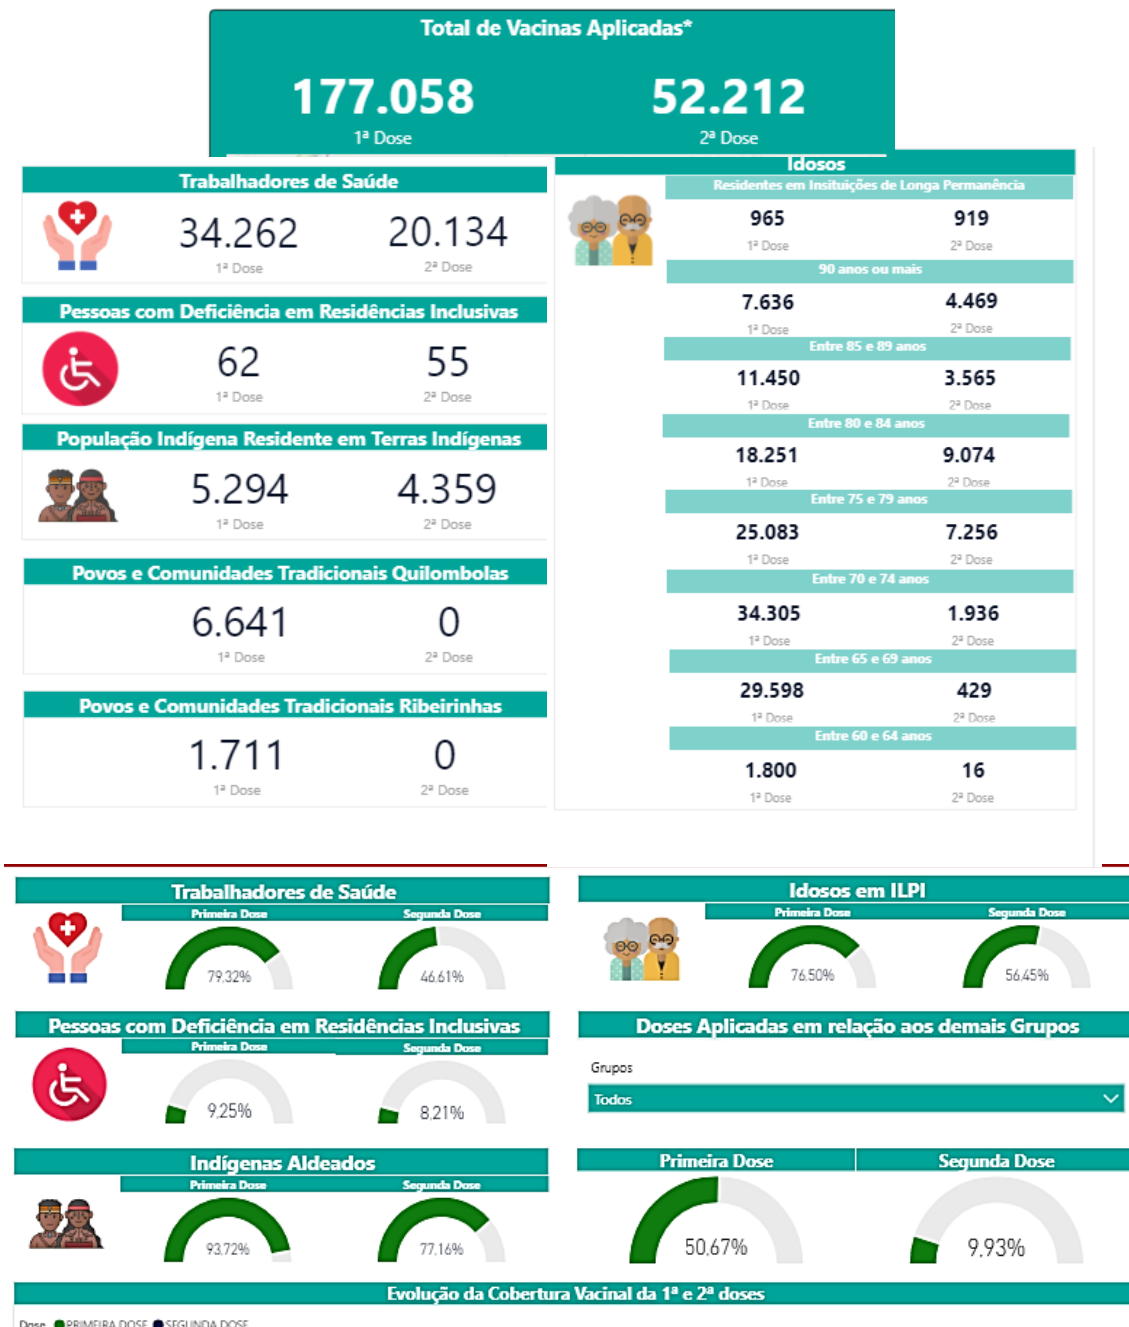 Total de Vacinas Aplicadas*
177.058 52.212
1ª Dose 2ª Dose
Trabalhadores de Saúde
34.262 20.134
1ª Dose 2ª Dose
Pessoas com Deficiência em Residências Inclusivas
62 55
1ª Dose 2ª Dose
População Indígena Residente em Terras Indígenas
5.294 4.359
1ª Dose 2ª Dose
Povos e Comunidades Tradicionais Quilombolas
6.641 0
1ª Dose 2ª Dose
Povos e Comunidades Tradicionais Ribeirinhas
1.711 0
1ª Dose 2ª Dose
Idosos
Residentes em Insituições de Longa Permanência
965 919
1ª Dose 2ª Dose
90 anos ou mais
7.636 4.469
1ª Dose 2ª Dose
Entre 85 e 89 anos
11.450 3.565
1ª Dose 2ª Dose
Entre 80 e 84 anos
18.251 9.074
1ª Dose 2ª Dose
Entre 75 e 79 anos
25.083 7.256
1ª Dose 2ª Dose
Entre 70 e 74 anos
34.305 1.936
1ª Dose 2ª Dose
Entre 65 e 69 anos
29.598 429
1ª Dose 2ª Dose
Entre 60 e 64 anos
1.800 16
1ª Dose 2ª Dose
Trabalhadores de Saúde
Primeira Dose Segunda Dose
79,32% 46,61%
Idosos em ILPI
Primeira Dose Segunda Dose
76,50% 56,45%
Pessoas com Deficiência em Residências Inclusivas
Primeira Dose Segunda Dose
9,25% 8,21%
Doses Aplicadas em relação aos demais Grupos
Grupos
Todos
Indígenas Aldeados
Primeira Dose Segunda Dose
93,72% 77,16%
Primeira Dose Segunda Dose
50,67% 9,93%
Evolução da Cobertura Vacinal da 1ª e 2ª doses
Dose PRIMEIRA DOSE SEGUNDA DOSE